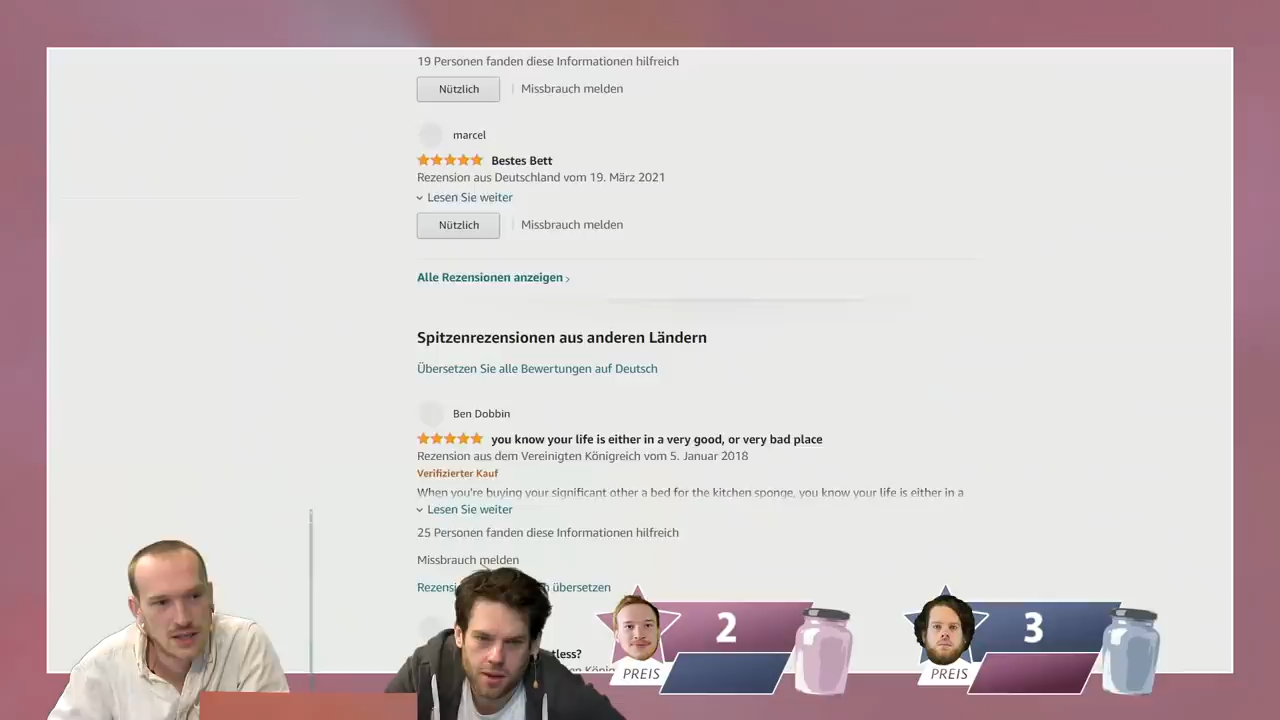 19 Personen fanden diese Informationen hilfreich
Nützlich | Missbrauch melden
marcel
Bestes Bett
Rezension aus Deutschland vom 19. März 2021
Lesen Sie weiter
Nützlich | Missbrauch melden
Alle Rezensionen anzeigen ›
Spitzenrezensionen aus anderen Ländern
Übersetzen Sie alle Bewertungen auf Deutsch
Ben Dobbin
you know your life is either in a very good, or very bad place
Rezension aus dem Vereinigten Königreich vom 5. Januar 2018
Verifizierter Kauf
When you're buying your significant other a bed for the kitchen sponge, you know your life is either in a
Lesen Sie weiter
25 Personen fanden diese Informationen hilfreich
Missbrauch melden
übersetzen
2
3
PREIS
PREIS